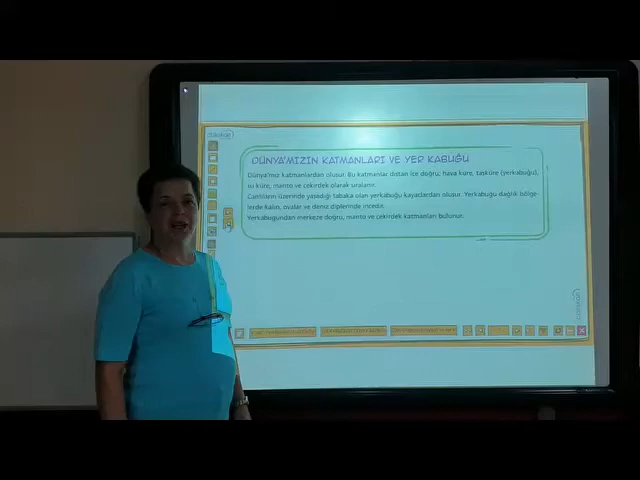 DÜNYA'MIZIN KATMANLARI VE YER KABUĞU
Dünya'mız katmanlardan oluşur. Bu katmanlar dıştan içe doğru; hava küre, taşküre (yerkabuğu),
su küre, manto ve çekirdek olarak sıralanır.
Canlıların üzerinde yaşadığı tabaka olan yerkabuğu kayaçlardan oluşur. Yerkabuğu dağlık bölge-
lerde kalın, ovalar ve deniz diplerinde incedir.
Yerkabuğundan merkeze doğru, manto ve çekirdek katmanları bulunur.